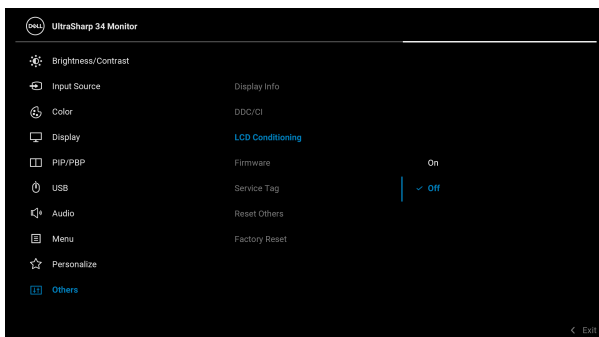 DELL UltraSharp 34 Monitor
Brightness/Contrast
Input Source
Color
Display
PIP/PBP
USB
Audio
Menu
Personalize
Others
Display Info
DDC/CI
LCD Conditioning
Firmware
Service Tag
Reset Others
Factory Reset
On
Off
Exit